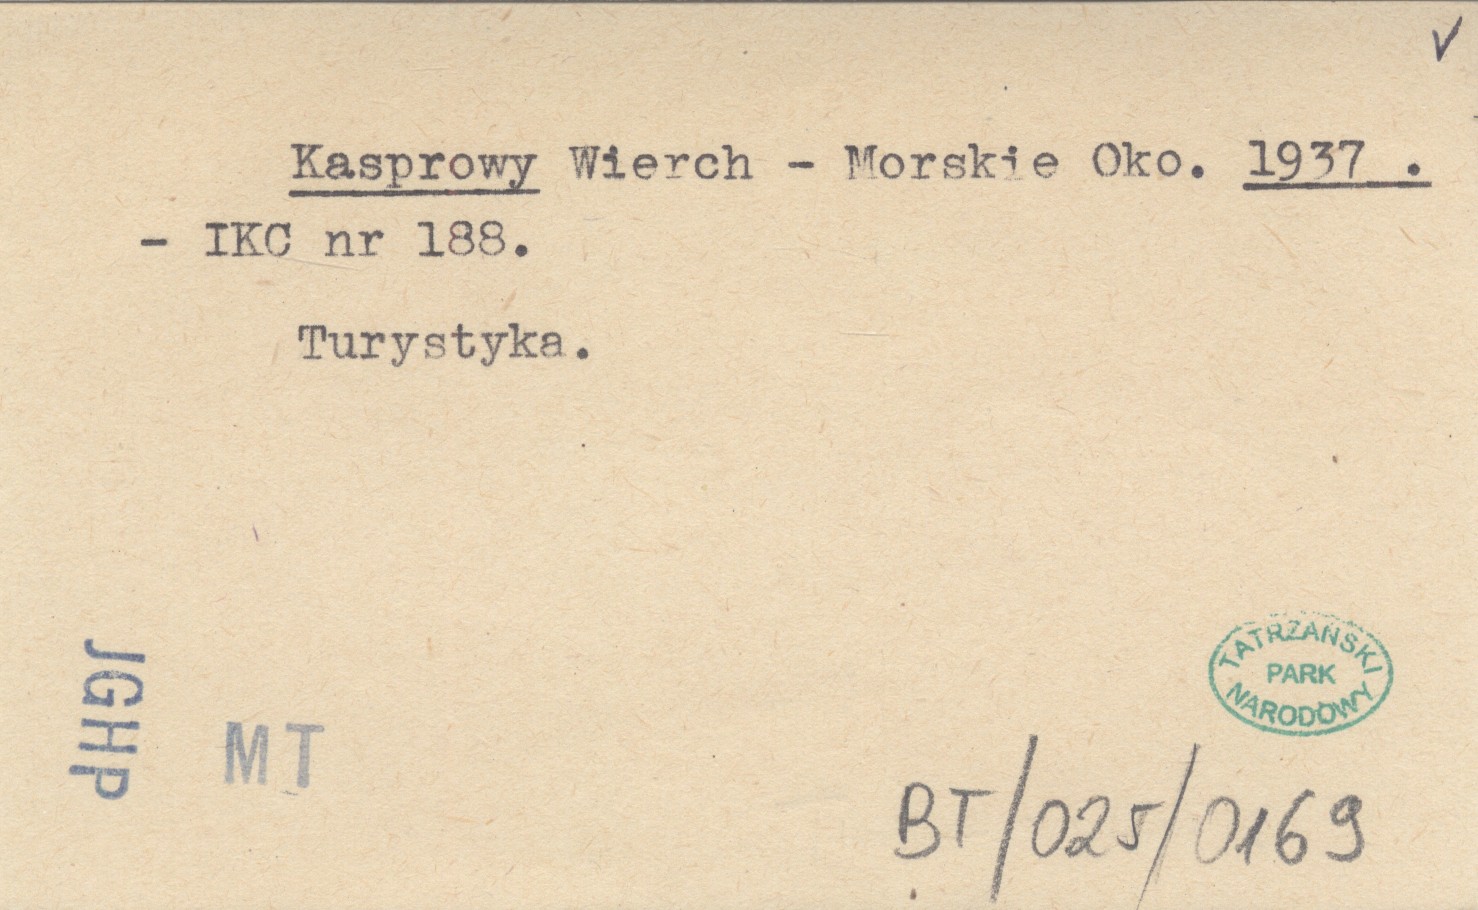 Kasprowy Wierch - Morskie Oko. 1937 .
- IKC nr 188.
Turystyka.
JGHP
MT
TATRZAŃSKI
PARK
NARODOWY
BT/025/0169